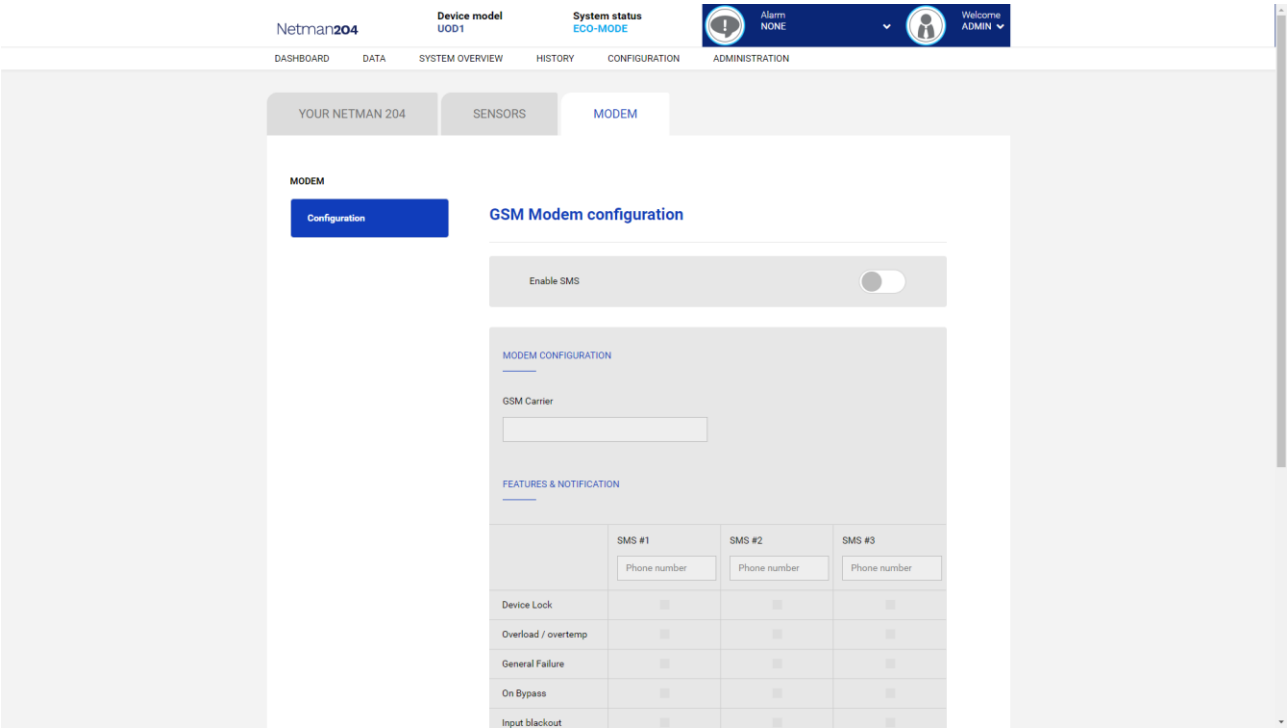 Netman204
Device model
UOD1
System status
ECO-MODE
Alarm
NONE
Welcome
ADMIN
DASHBOARD DATA SYSTEM OVERVIEW HISTORY CONFIGURATION ADMINISTRATION
YOUR NETMAN 204 SENSORS MODEM
MODEM
Configuration
GSM Modem configuration
Enable SMS
MODEM CONFIGURATION
GSM Carrier
FEATURES & NOTIFICATION
SMS #1 SMS #2 SMS #3
Phone number Phone number Phone number
Device Lock
Overload / overtemp
General Failure
On Bypass
Input blackout